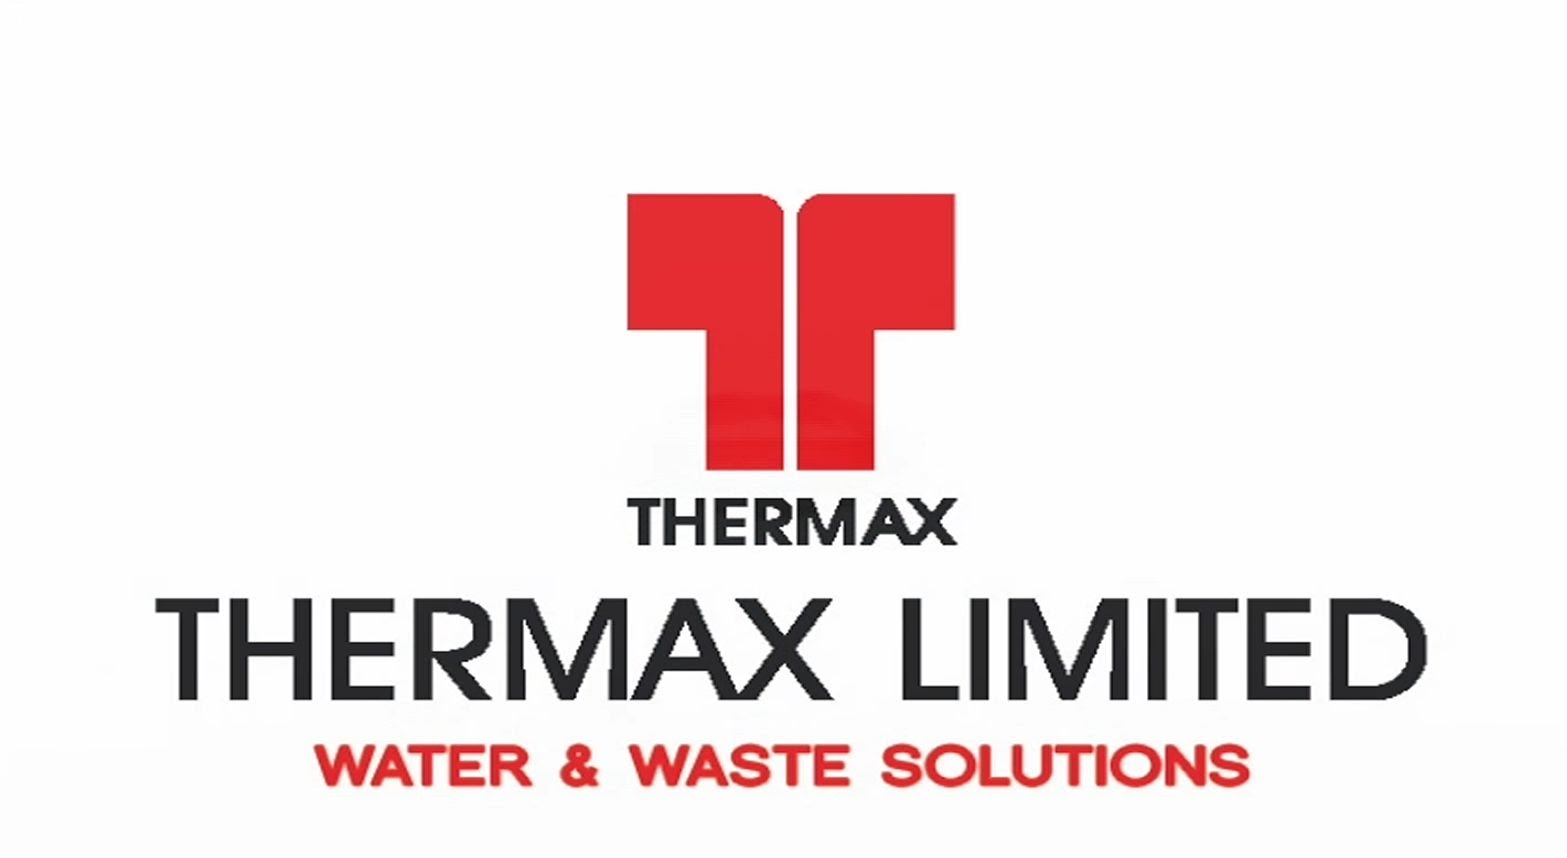 THERMAX
THERMAX LIMITED
WATER & WASTE SOLUTIONS